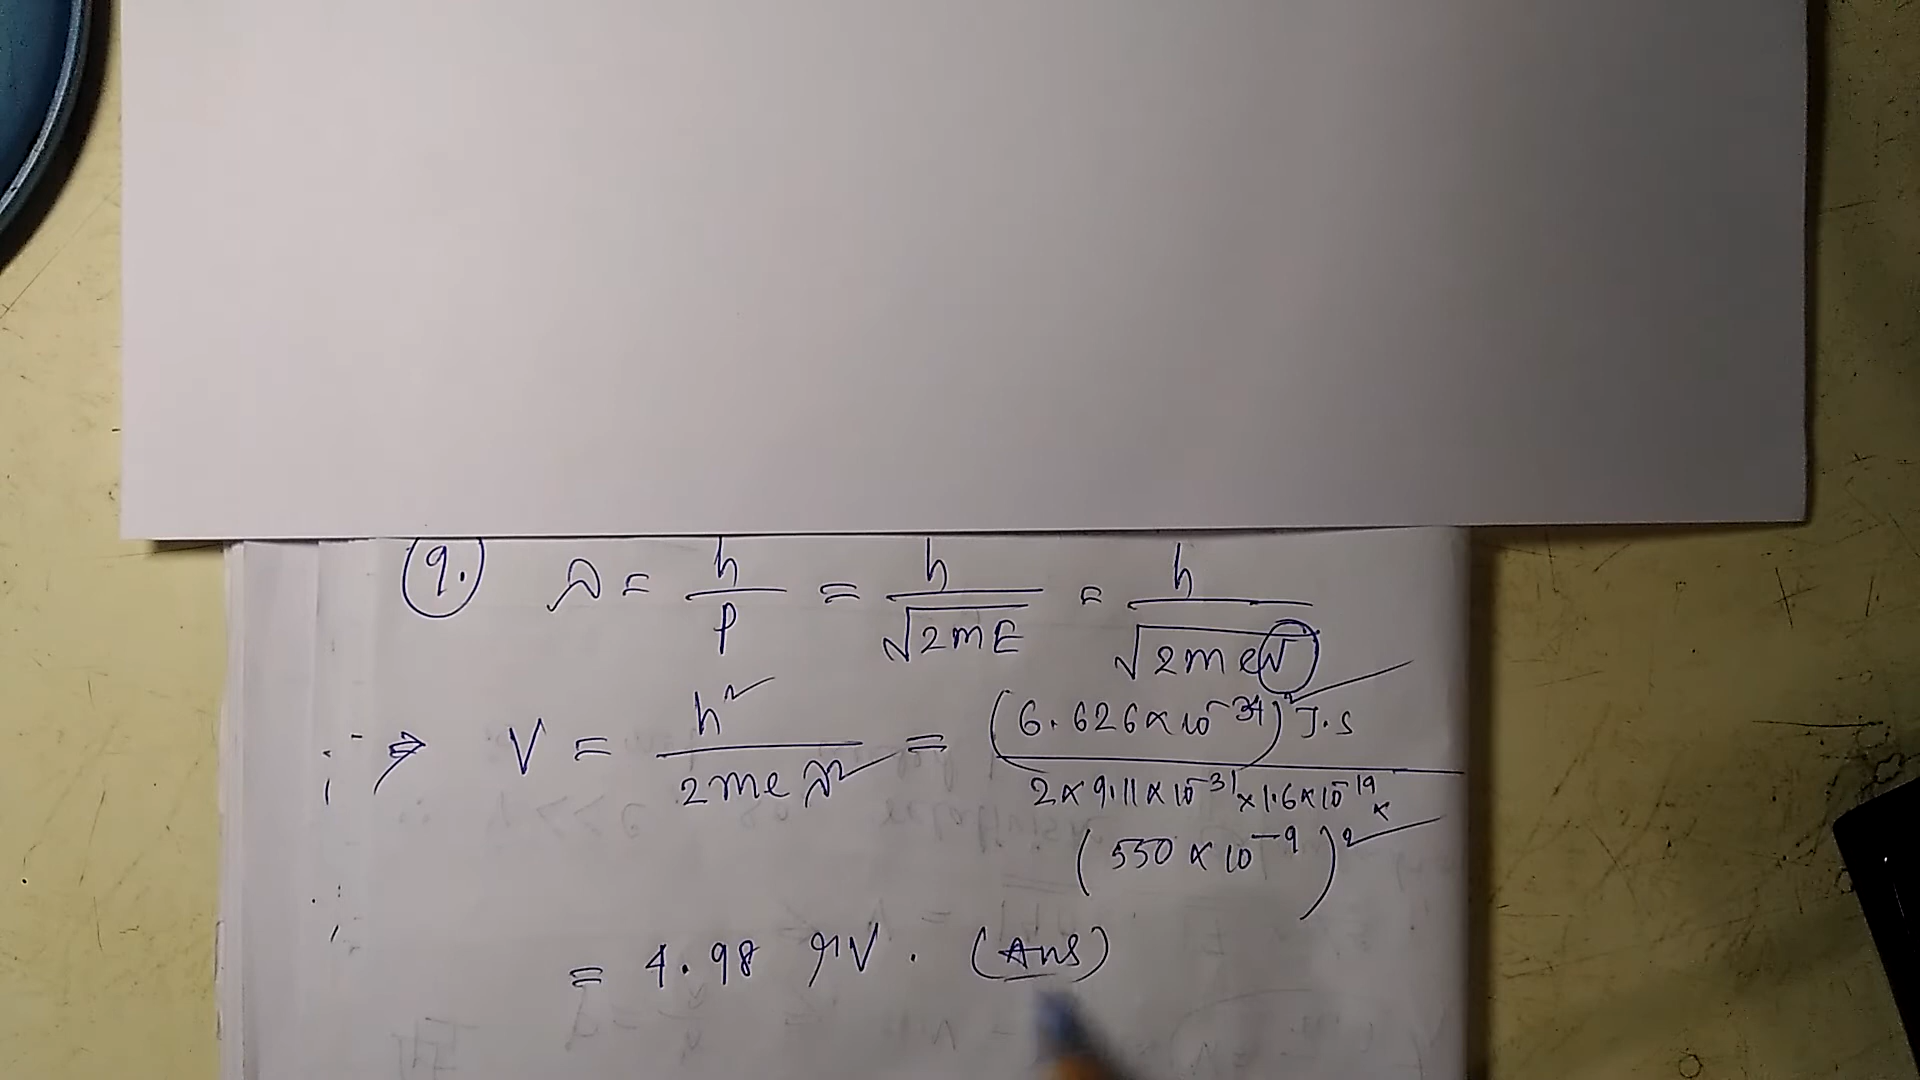 9. λ = h/p = h/√2mE = h/√2meV
∴ ⇒ V = h²/2meλ² = (6.626×10⁻³⁴)² J.s/2×9.11×10⁻³¹×1.6×10⁻¹⁹×(550×10⁻⁹)²
= 4.98 μV. (Ans)